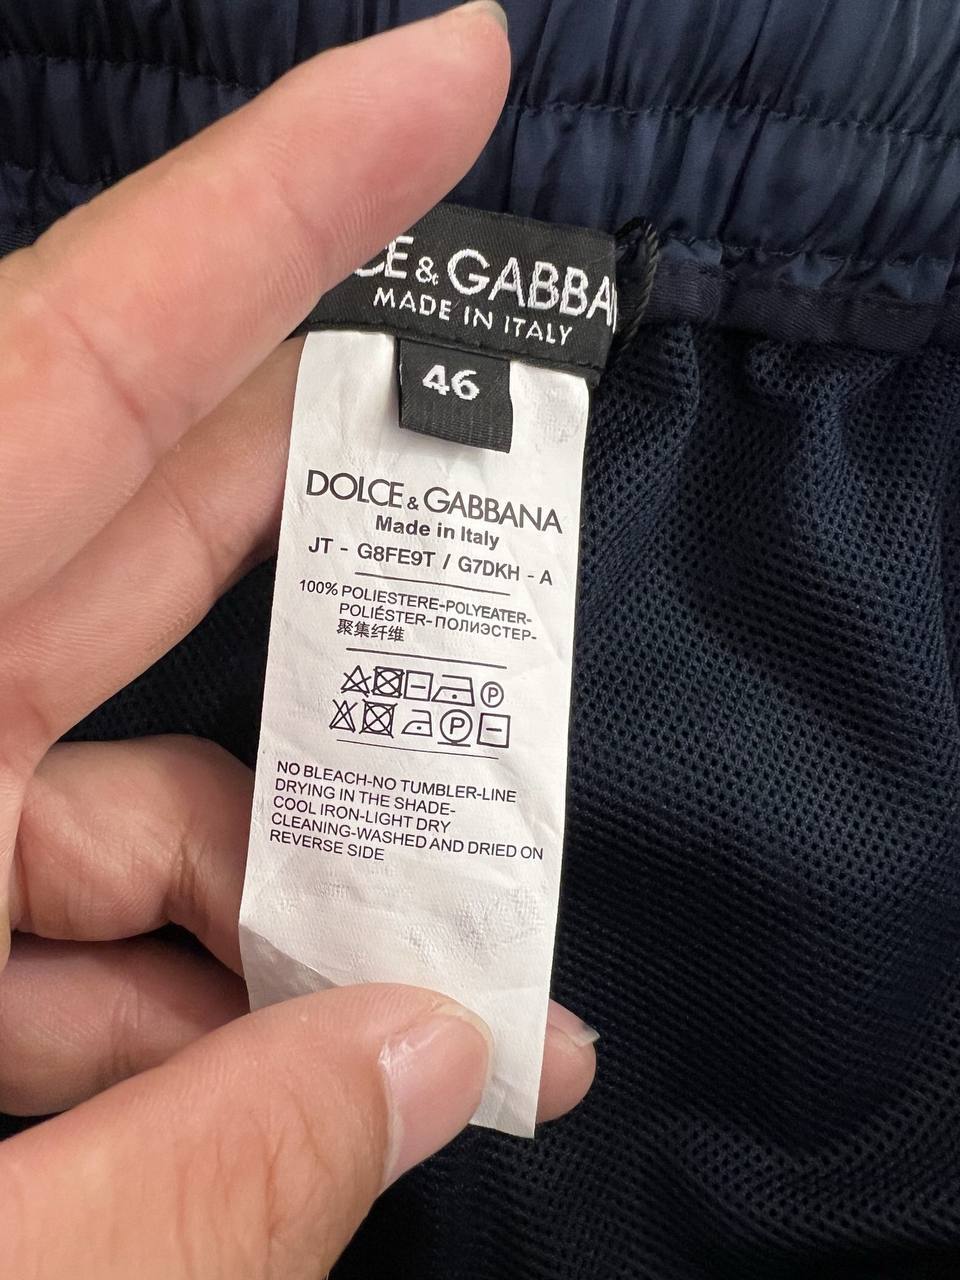 CE & GABBA
MADE IN ITALY
46
DOLCE & GABBANA
Made in Italy
JT - G8FE9T / G7DKH - A
100% POLIESTERE-POLYEATER-
POLIÉSTER-ПОЛИЭСТЕР-
聚集纤维
P
P
NO BLEACH-NO TUMBLER-LINE
DRYING IN THE SHADE-
COOL IRON-LIGHT DRY
CLEANING-WASHED AND DRIED ON
REVERSE SIDE